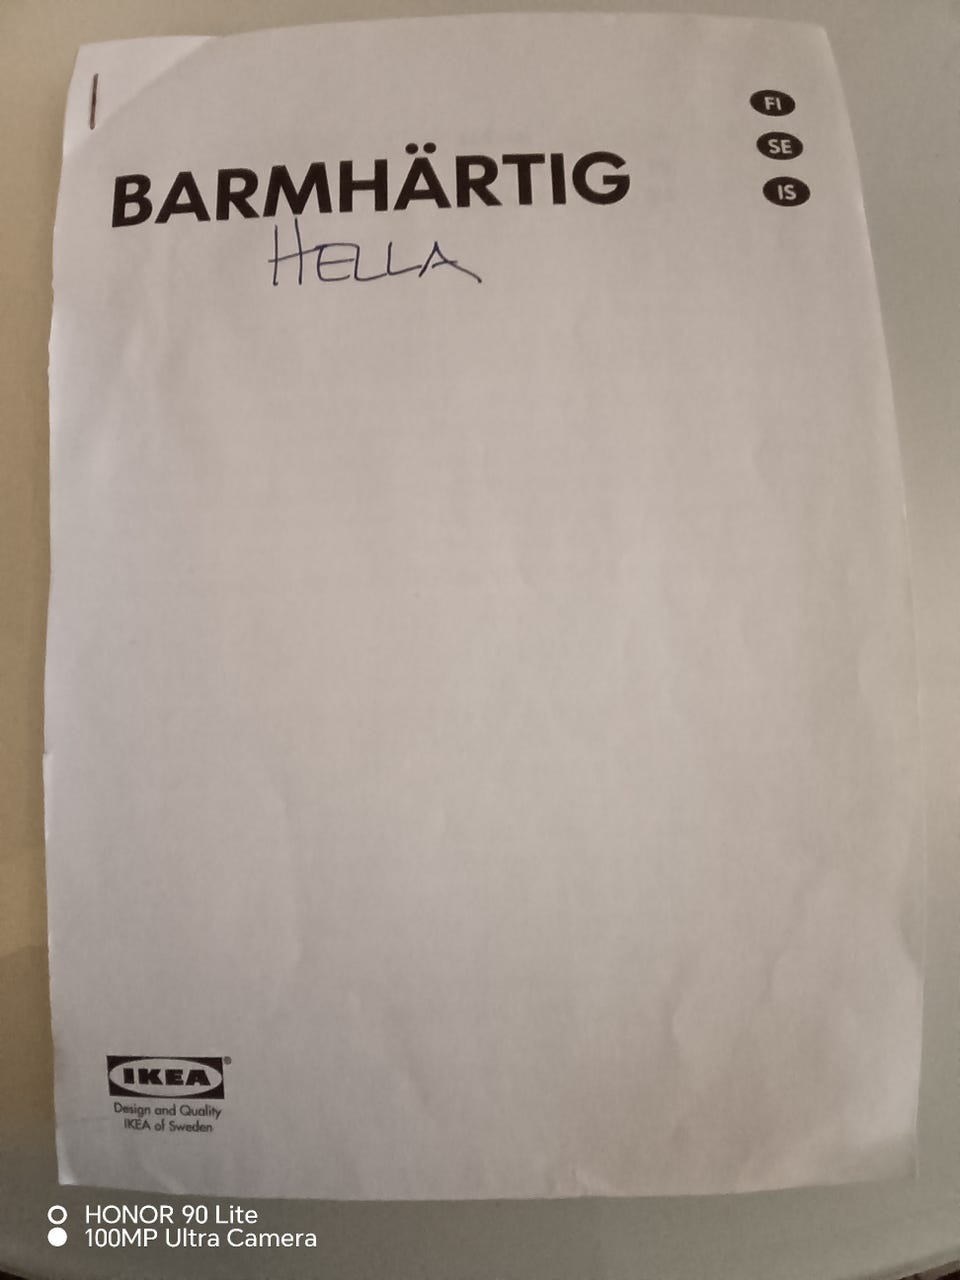 FI
SE
IS
BARMHÄRTIG
HELLA
IKEA®
Design and Quality
IKEA of Sweden
HONOR 90 Lite
100MP Ultra Camera